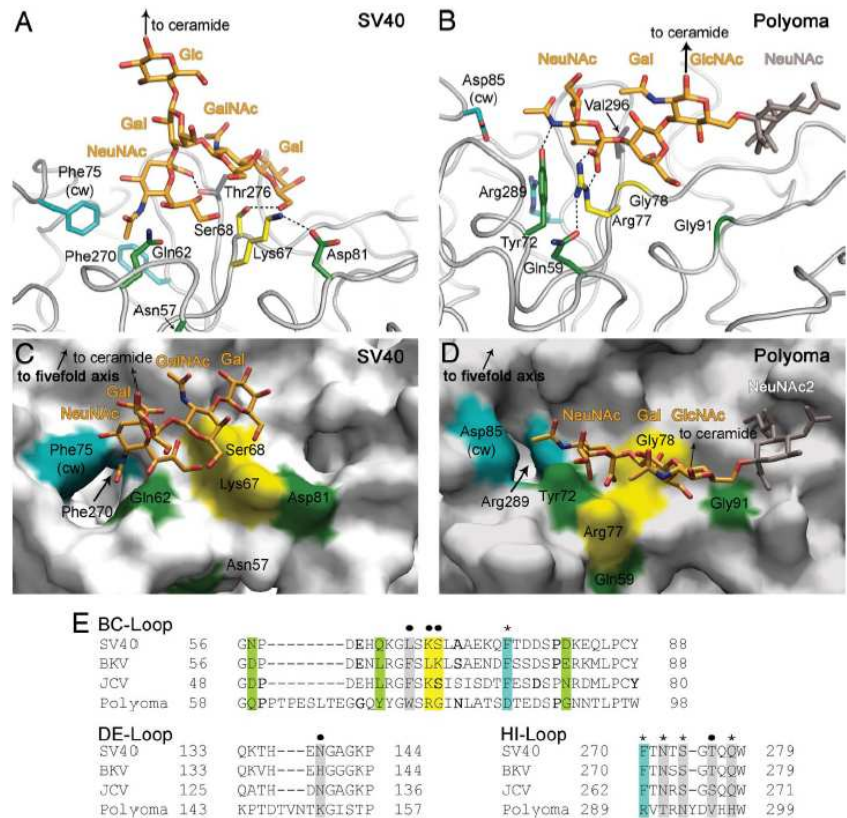 A
to ceramide
SV40
Glc
GalNAc
Gal
Gal
NeuNAc
Phe75
(cw)
Thr276
Ser68
Phe270
Gln62
Lys67
Asp81
Asn57
B
Polyoma
to ceramide
NeuNAc
Gal
GlcNAc
NeuNAc
Asp85
(cw)
Val296
Arg289
Gly78
Tyr72
Arg77
Gly91
Gln59
C
SV40
to ceramide
GalNAc
Gal
to fivefold axis
Gal
NeuNAc
Phe75
(cw)
Ser68
Lys67
Phe270
Gln62
Asp81
Asn57
D
Polyoma
to fivefold axis
NeuNAc2
NeuNAc
Gal
GlcNAc
Asp85
(cw)
Gly78
to ceramide
Arg289
Tyr72
Gly91
Arg77
Gln59
E BC-Loop
SV40 56 GNP--------DEHQKGLSKSLAAEKQFTDDSPDKEQLPCY 88
BKV 56 GDP--------DENLRGFSLKLSAENDFSSDSPERKMLPCY 88
JCV 48 GDP--------DEHLRGFSKSISISDTFESDSPNRDMLPCY 80
Polyoma 58 GQPPTPESLTEGGQYYGWSRGINLATSDTEDSPGNNTLPTW 98
DE-Loop
SV40 133 QKTH---ENGAGKP 144
BKV 133 QKVH---EHGGGKP 144
JCV 125 QATH---DNGAGKP 136
Polyoma 143 KPTDTVNTKGISTP 157
HI-Loop
SV40 270 FTNTS-GTQQW 279
BKV 270 FTNRS-GTQQW 279
JCV 262 FTNRS-GSQQW 271
Polyoma 289 RVTRNYDVHHW 299